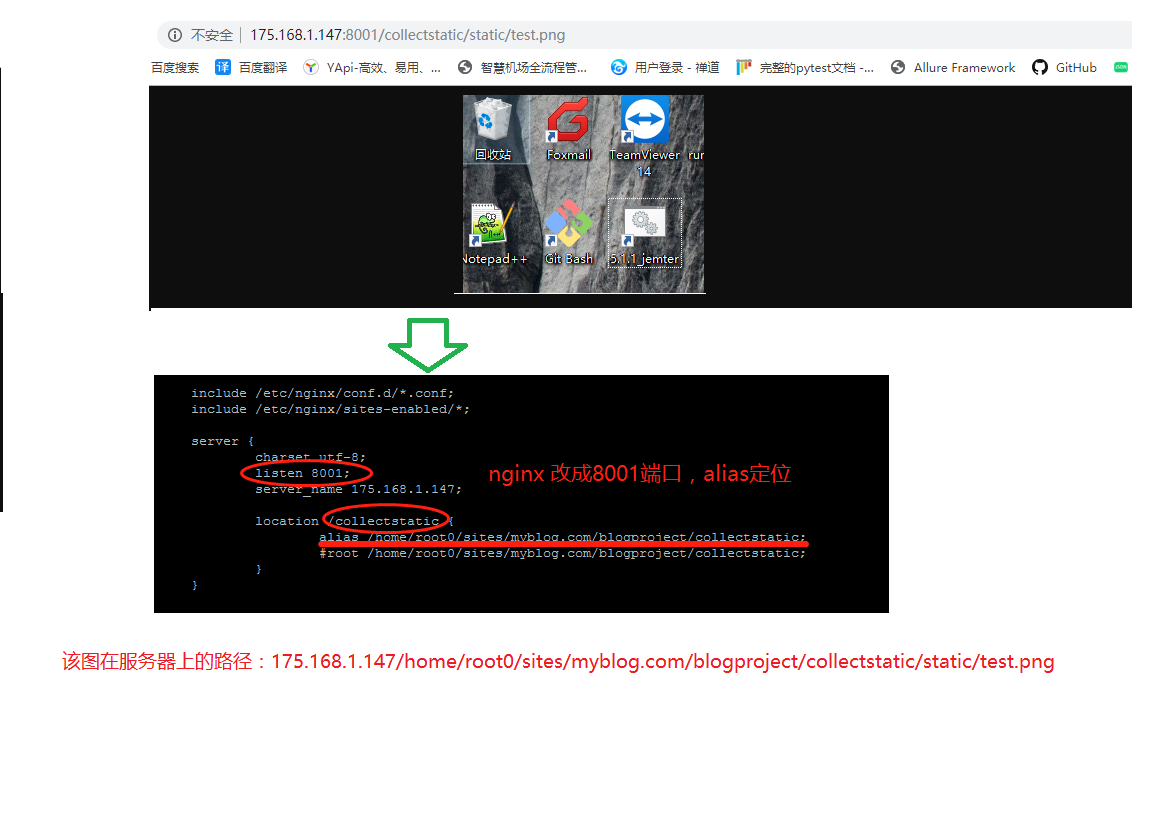 不安全 175.168.1.147:8001/collectstatic/static/test.png
百度搜索 译 百度翻译 YApi-高效、易用、... 智慧机场全流程管... 用户登录 - 禅道 完整的pytest文档 -... Allure Framework GitHub
回收站 Foxmail TeamViewer run
14
Notepad++ Git Bash 5.1.1_jemter
include /etc/nginx/conf.d/*.conf;
include /etc/nginx/sites-enabled/*;
server {
charset utf-8;
listen 8001;
server_name 175.168.1.147;
nginx 改成8001端口，alias定位
location /collectstatic {
alias /home/root0/sites/myblog.com/blogproject/collectstatic;
#root /home/root0/sites/myblog.com/blogproject/collectstatic;
}
}
该图在服务器上的路径：175.168.1.147/home/root0/sites/myblog.com/blogproject/collectstatic/static/test.png